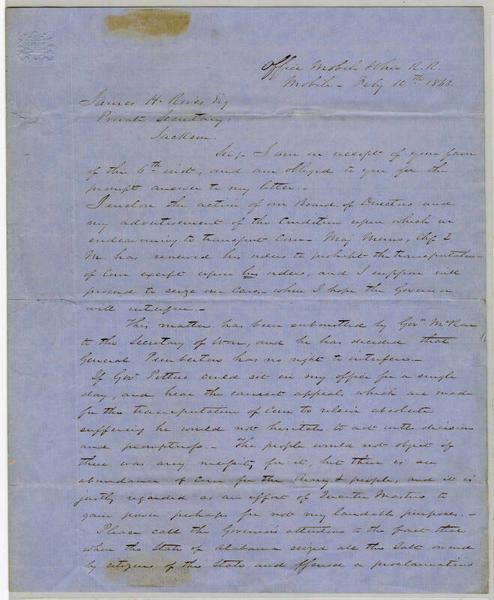 Office Mobile & Ohio R. R.
Mobile - Feby 10th 186
James H. Rives Esq
Private Secretary,
Jackson.
Sir, I am in receipt of your favor
of the 6th inst, and am obliged to you for the
prompt answer to my letter. -
I enclose the action of our Board of Directors and
my advertisement of the Conditions upon which we
endeavoring to transport Corn - Maj. Mims, Chf. 2
M has renewed his orders to prohibit the transportation
of Corn except upon his orders, and I suppose will
proceed to seize our Cars - when I hope the Governor
will interfere. -
This matter has been submitted by Govr McRae
to the Secretary of War, and he has decided that
General Pemberton has no right to interfere -
If Govr Pettus could sit in my office for a single
day, and hear the earnest appeals which are made
for the transportation of Corn to relieve absolute
suffering he would not hesitate to act with decision
and promptness - The people would not object if
there was any necessity for it, but there is an
abundance of Corn for the Army & people, and it is
justly regarded as an effort of Quarter Masters to
gain power perhaps for not very laudable purposes. -
Please call the Governor's attention to the fact that
when the State of Alabama seized all the Salt owned
by citizens of this State and offered a proclamation